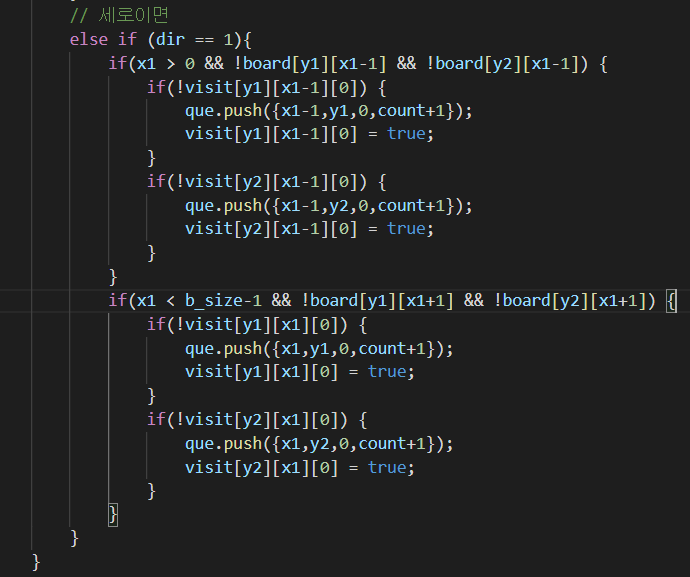 // 세로이면
else if (dir == 1){
if(x1 > 0 && !board[y1][x1-1] && !board[y2][x1-1]) {
if(!visit[y1][x1-1][0]) {
que.push({x1-1,y1,0,count+1});
visit[y1][x1-1][0] = true;
}
if(!visit[y2][x1-1][0]) {
que.push({x1-1,y2,0,count+1});
visit[y2][x1-1][0] = true;
}
}
if(x1 < b_size-1 && !board[y1][x1+1] && !board[y2][x1+1]) {
if(!visit[y1][x1][0]) {
que.push({x1,y1,0,count+1});
visit[y1][x1][0] = true;
}
if(!visit[y2][x1][0]) {
que.push({x1,y2,0,count+1});
visit[y2][x1][0] = true;
}
}
}
}